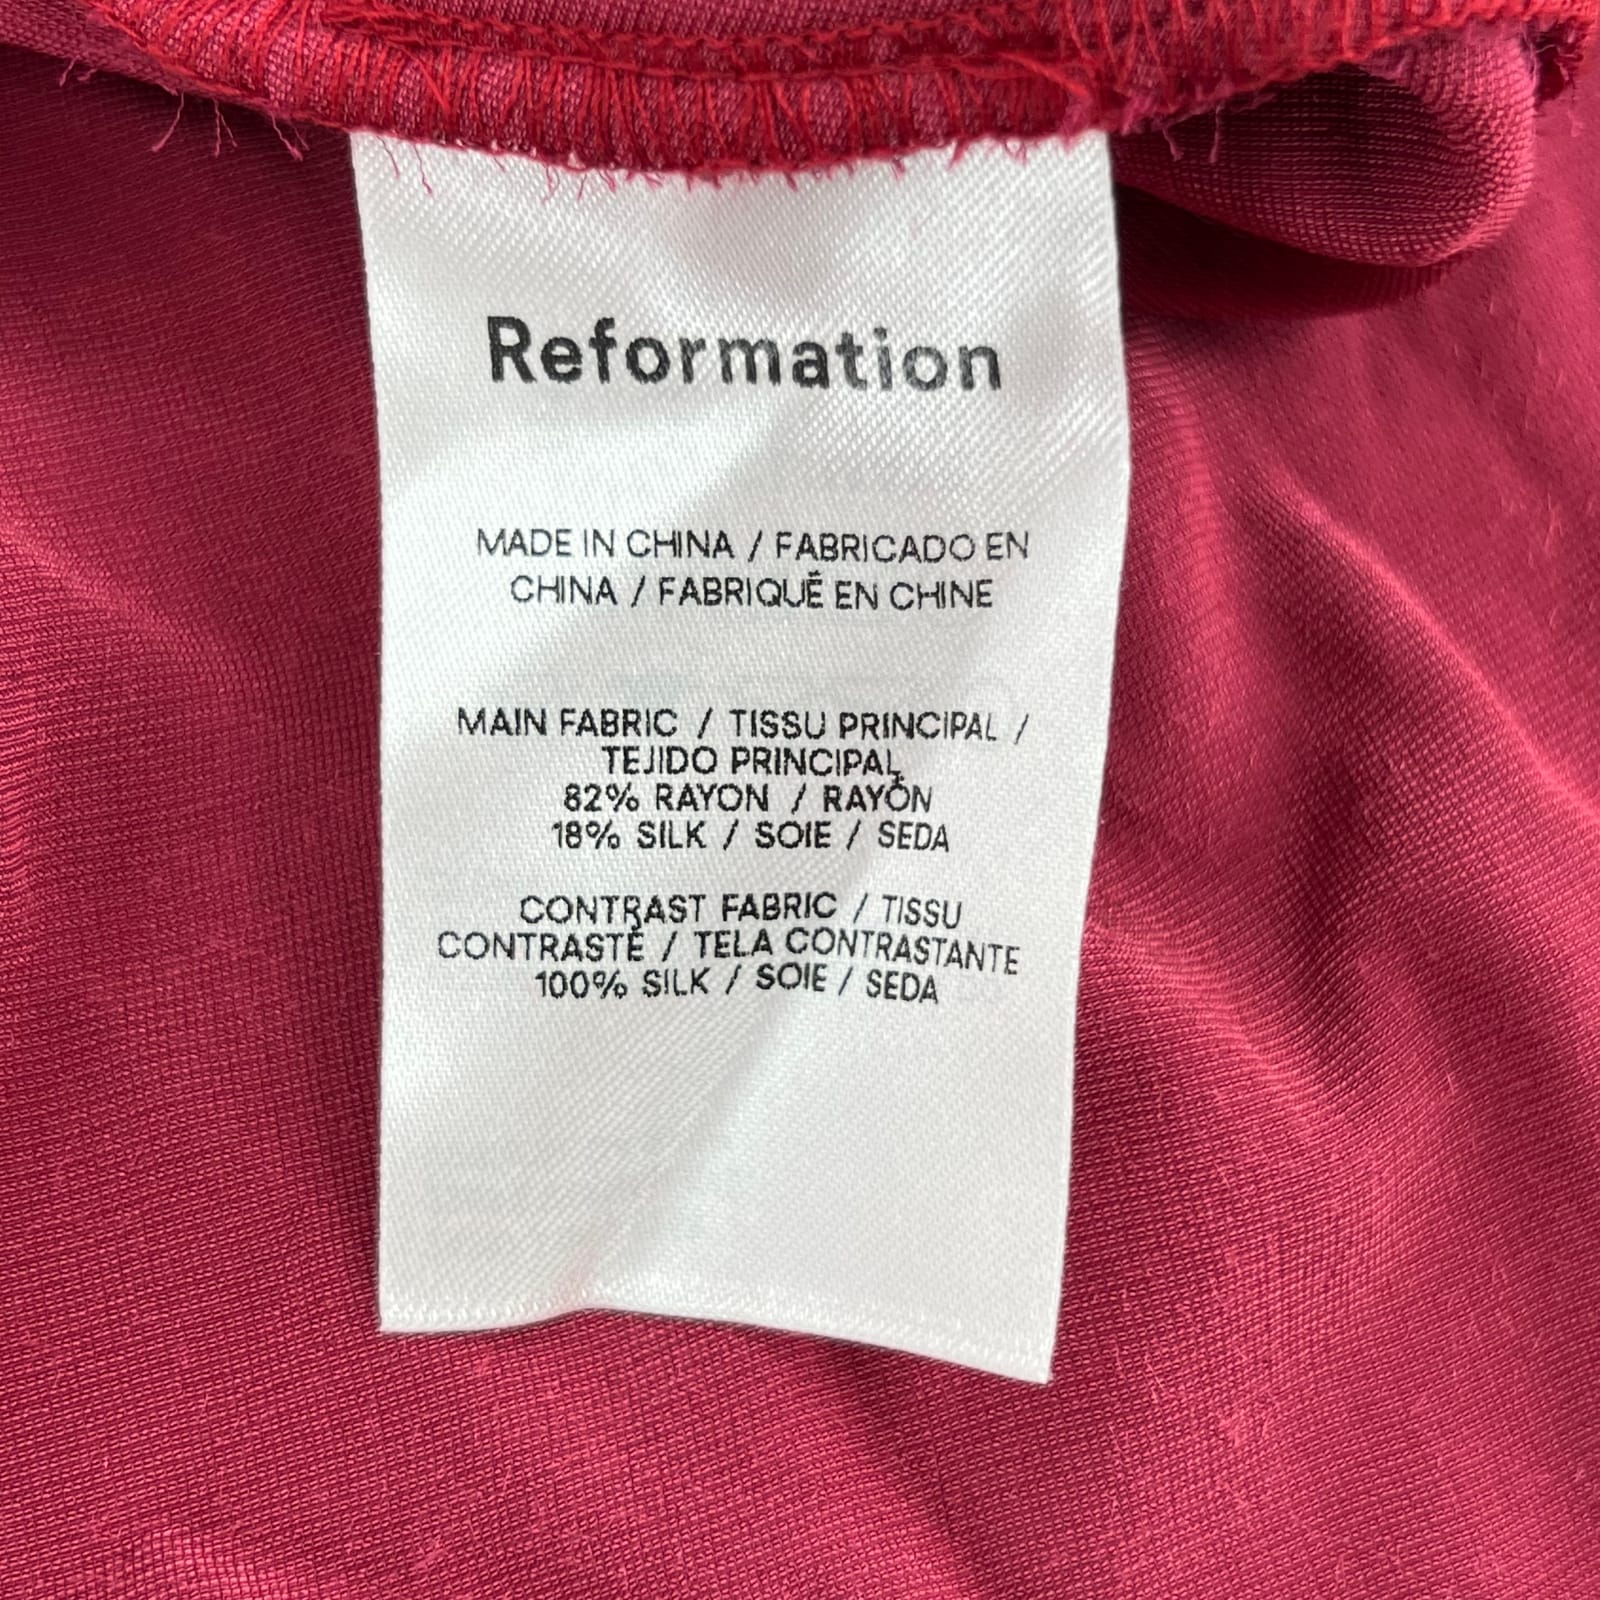 Reformation
MADE IN CHINA / FABRICADO EN
CHINA / FABRIQUÉ EN CHINE
MAIN FABRIC / TISSU PRINCIPAL /
TEJIDO PRINCIPAL
82% RAYON / RAYÓN
18% SILK / SOIE / SEDA
CONTRAST FABRIC / TISSU
CONTRASTÉ / TELA CONTRASTANTE
100% SILK / SOIE / SEDA